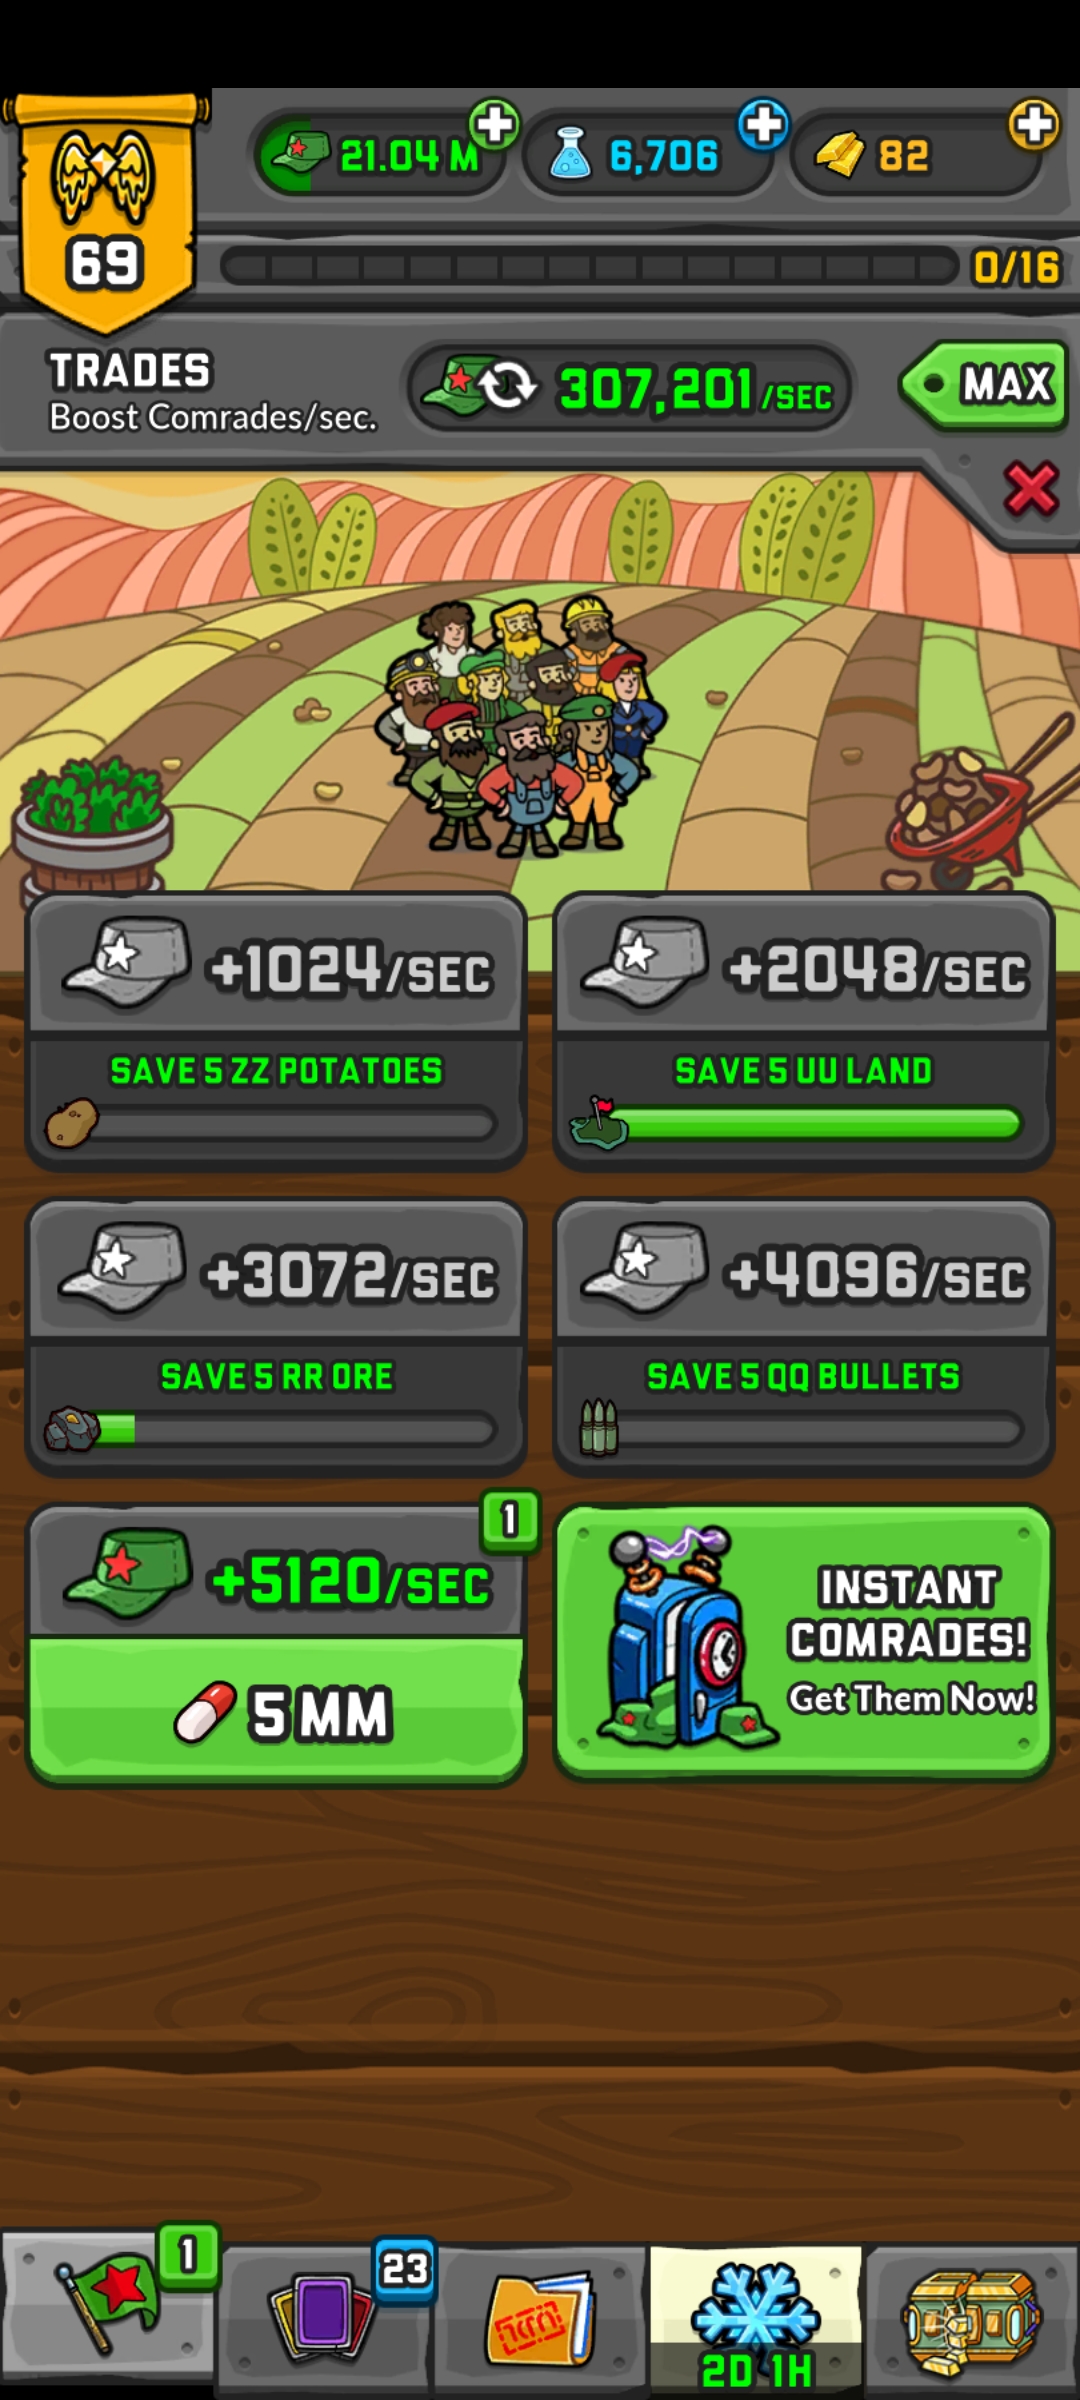 21.04 M
6,706
82
69
0/16
TRADES
Boost Comrades/sec.
307,201/SEC
MAX
+1024/SEC
SAVE 5 ZZ POTATOES
+2048/SEC
SAVE 5 UU LAND
+3072/SEC
SAVE 5 RR ORE
+4096/SEC
SAVE 5 QQ BULLETS
1
+5120/SEC
5 MM
INSTANT
COMRADES!
Get Them Now!
1
23
2D 1H